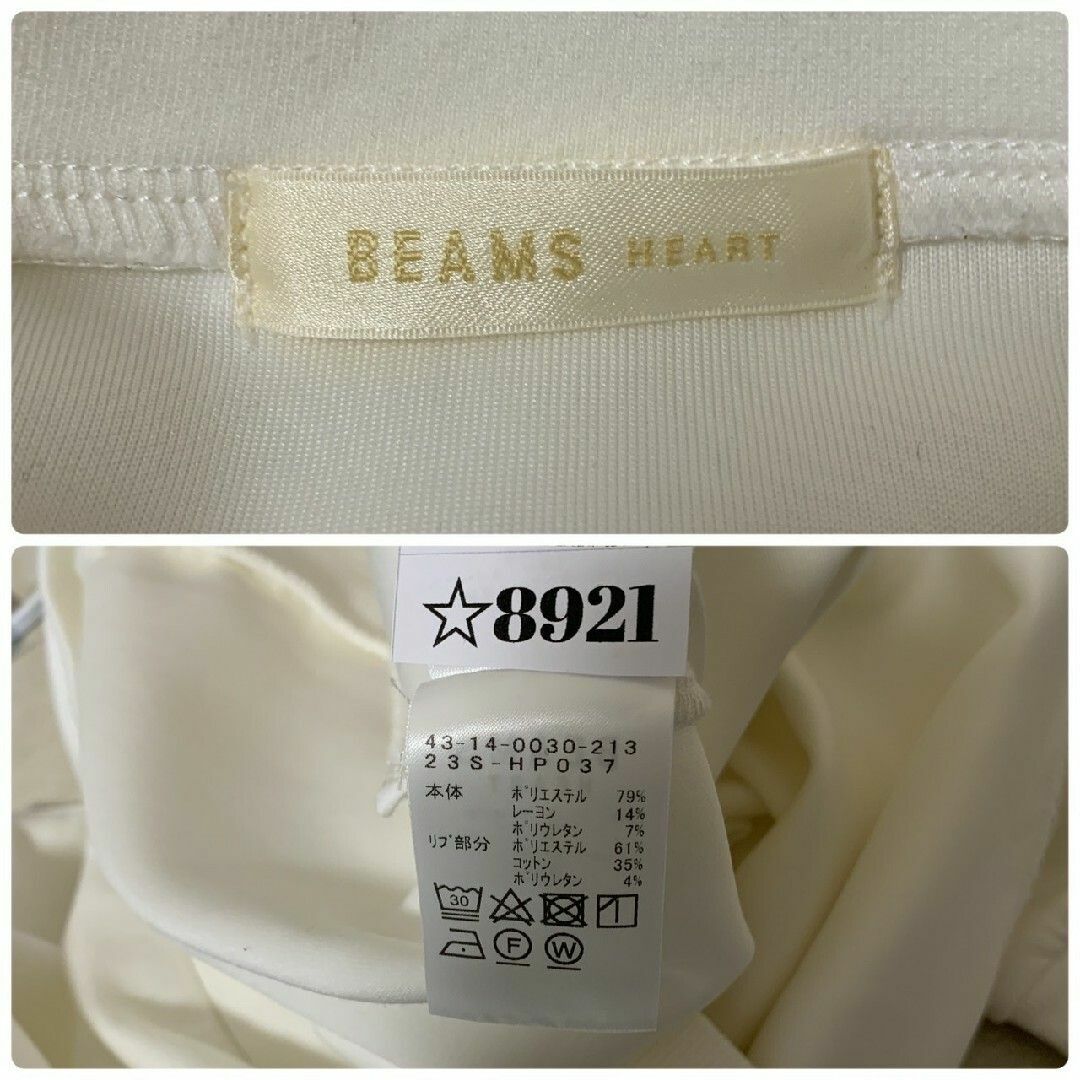 BEAMS HEART
☆8921
43-14-0030-213
23S-HP037
本体 ポリエステル 79%
レーヨン 14%
ポリウレタン 7%
リブ部分 ポリエステル 61%
コットン 35%
ポリウレタン 4%
30
F W